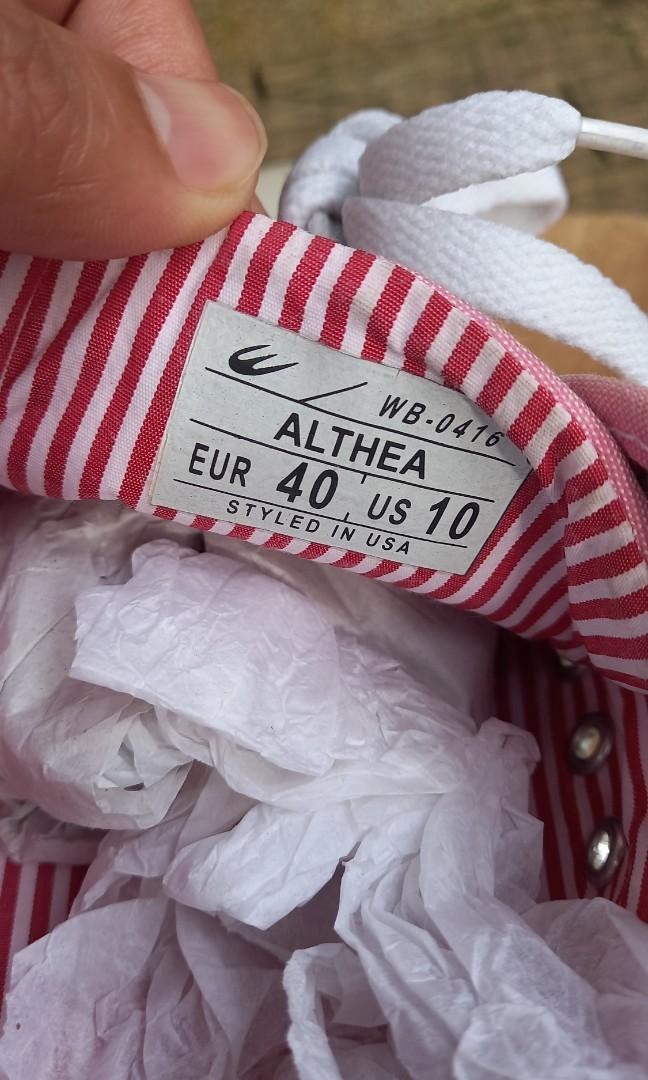 WB-0416
ALTHEA
EUR 40 US 10
STYLED IN USA